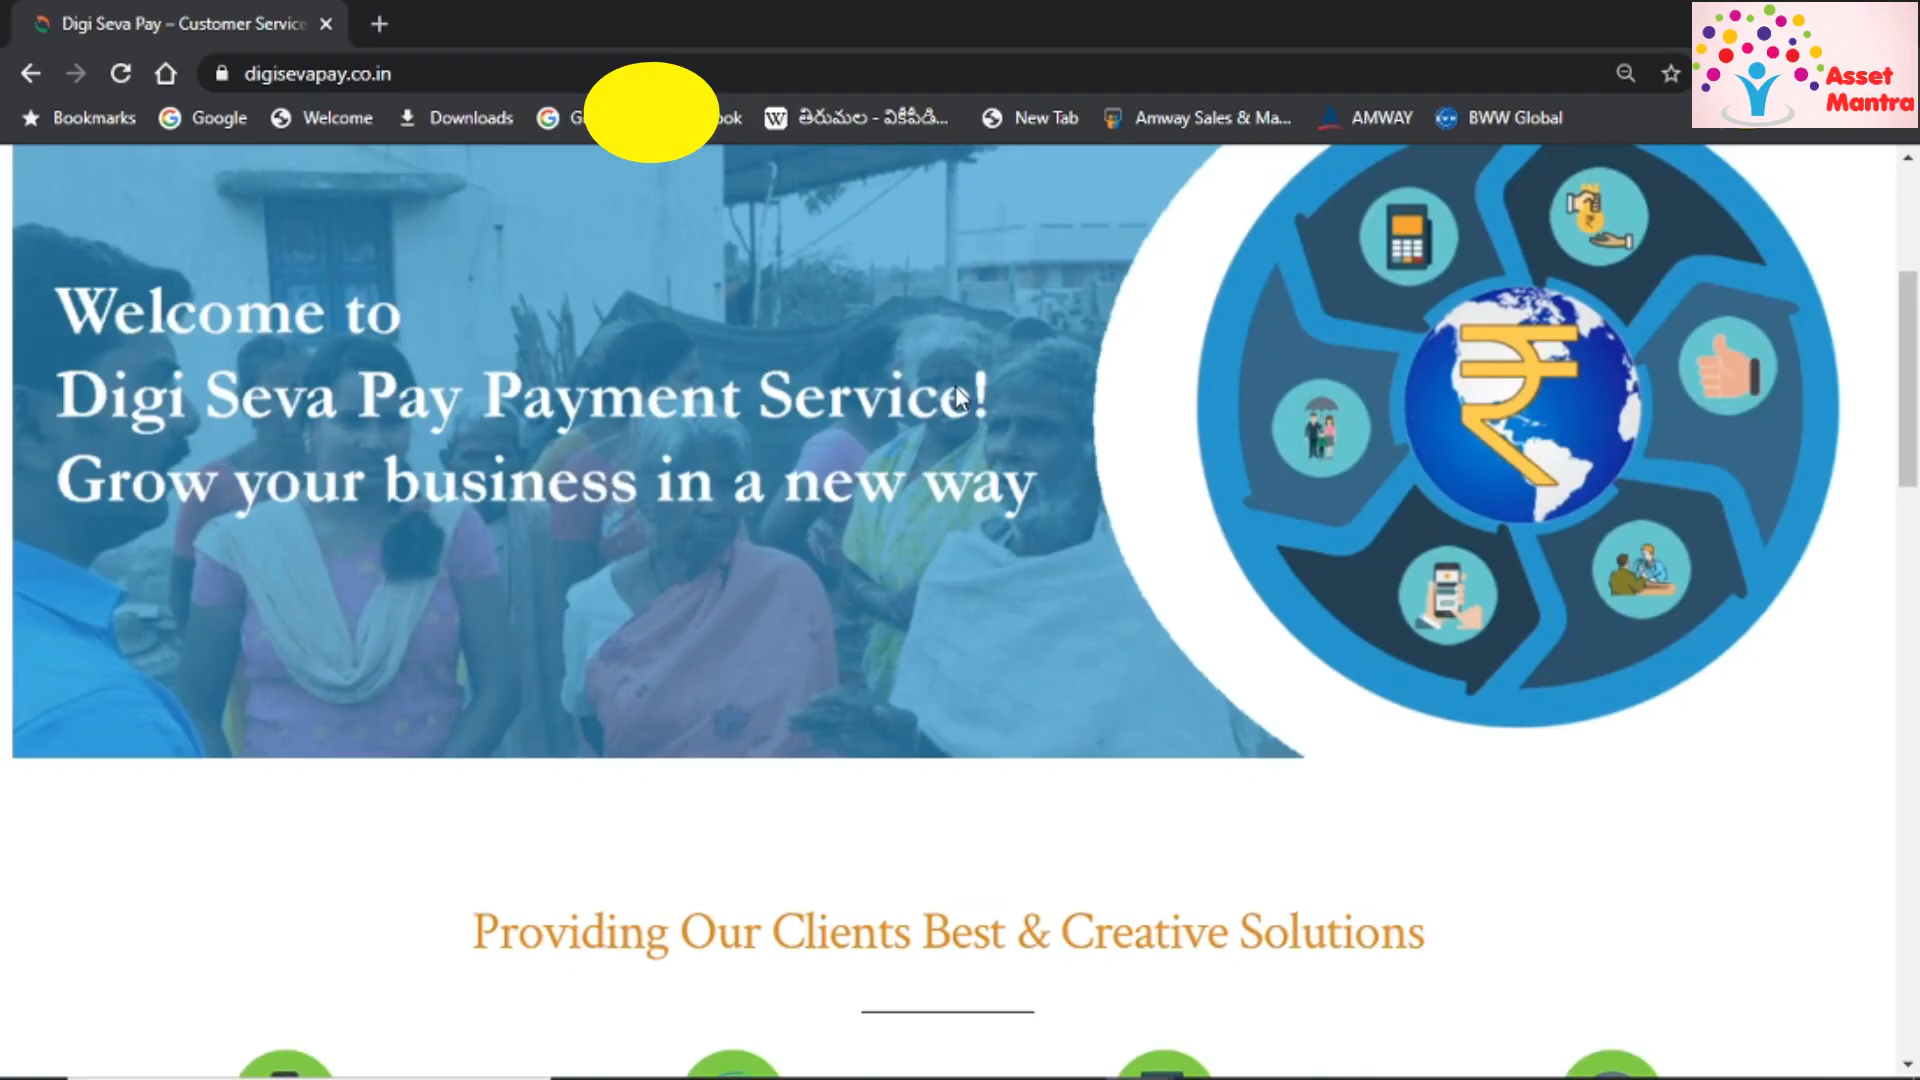 Digi Seva Pay – Customer Service
digisevapay.co.in
Bookmarks Google Welcome Downloads తిరుమల - వికీపీడి... New Tab Amway Sales & Ma... AMWAY BWW Global
Asset
Mantra
Welcome to
Digi Seva Pay Payment Service!
Grow your business in a new way
Providing Our Clients Best & Creative Solutions